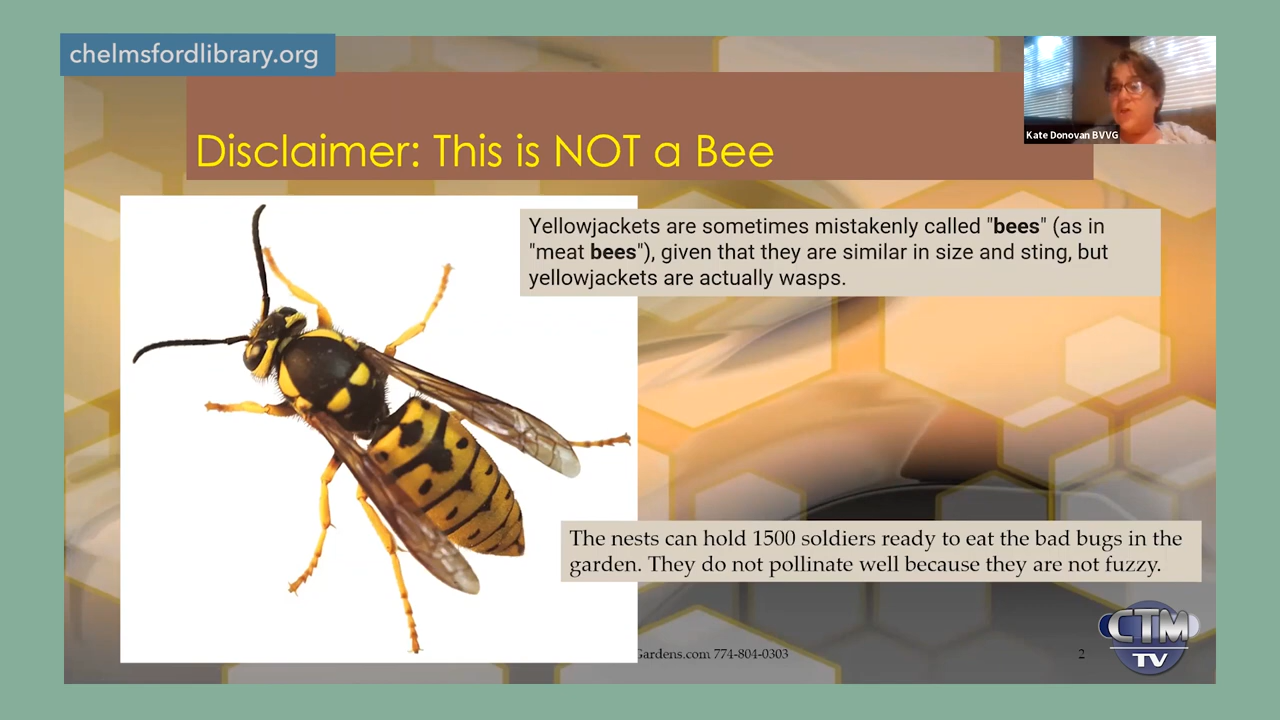 chelmsfordlibrary.org
Kate Donovan BVVG
Disclaimer: This is NOT a Bee
Yellowjackets are sometimes mistakenly called "bees" (as in
"meat bees"), given that they are similar in size and sting, but
yellowjackets are actually wasps.
The nests can hold 1500 soldiers ready to eat the bad bugs in the
garden. They do not pollinate well because they are not fuzzy.
Gardens.com 774-804-0303
2
CTM
TV